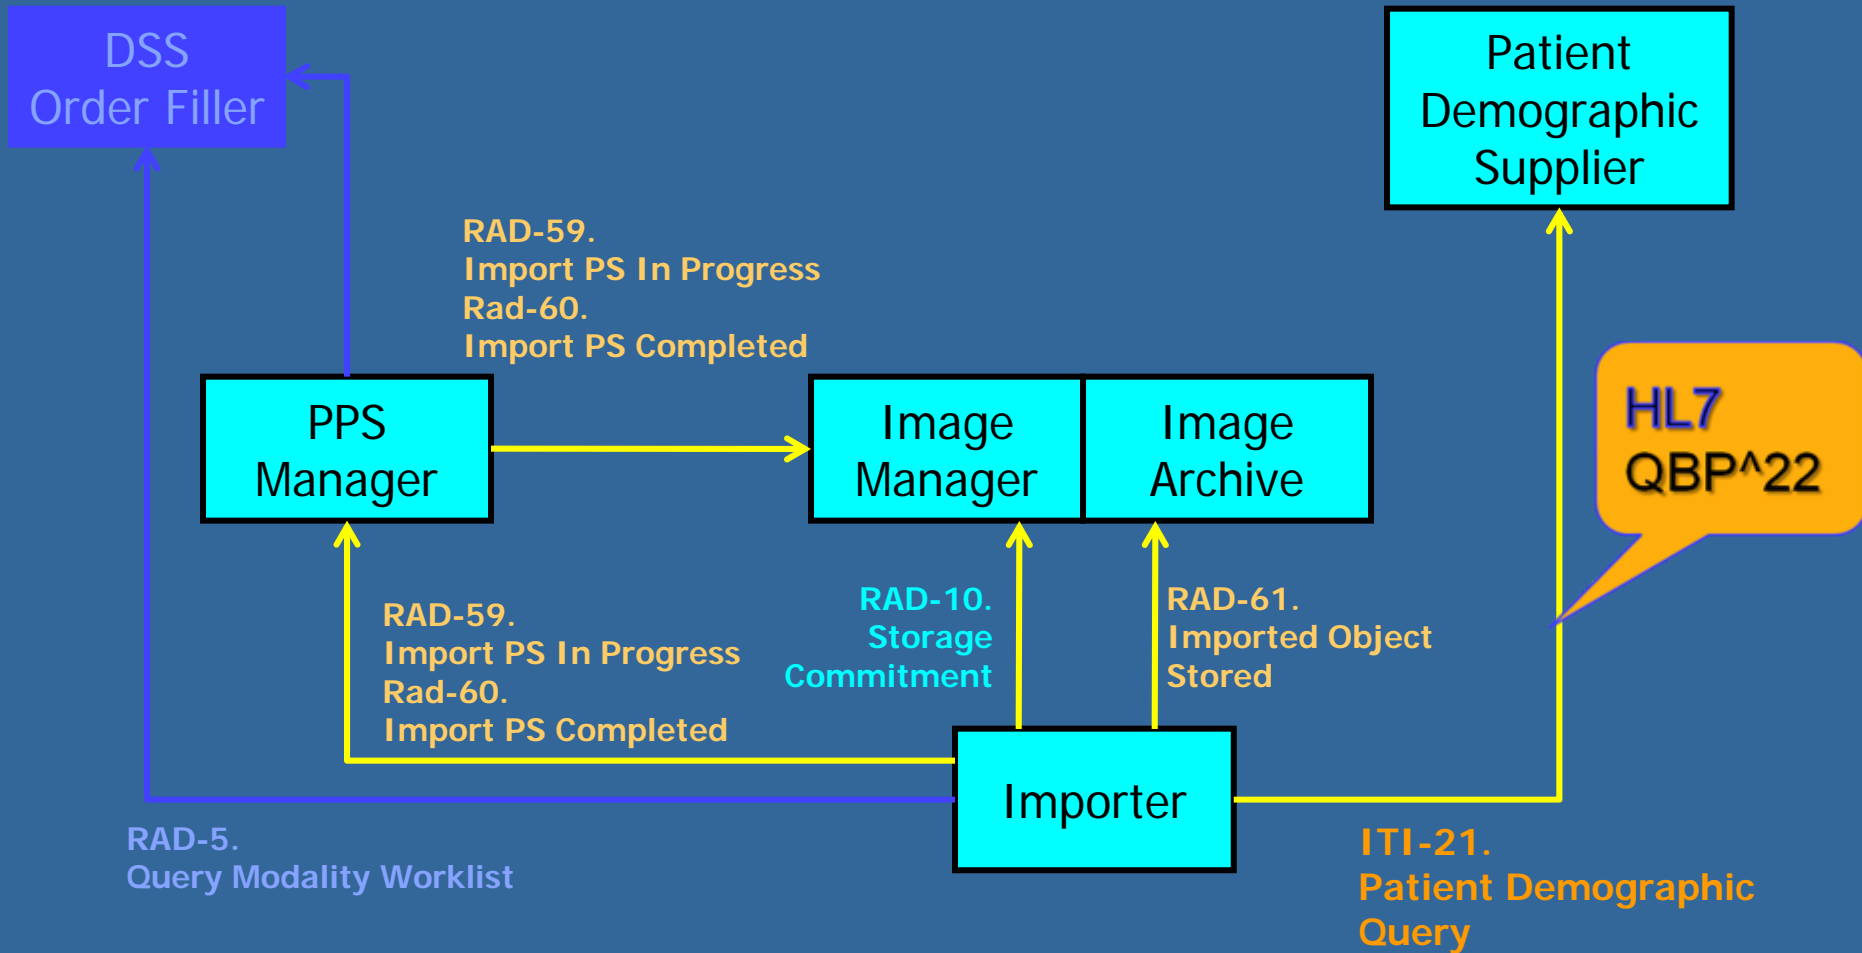 DSS
Order Filler
Patient
Demographic
Supplier
RAD-59.
Import PS In Progress
Rad-60.
Import PS Completed
PPS
Manager
Image
Manager
Image
Archive
HL7
QBP^22
RAD-59.
Import PS In Progress
Rad-60.
Import PS Completed
RAD-10.
Storage
Commitment
RAD-61.
Imported Object
Stored
Importer
RAD-5.
Query Modality Worklist
ITI-21.
Patient Demographic
Query